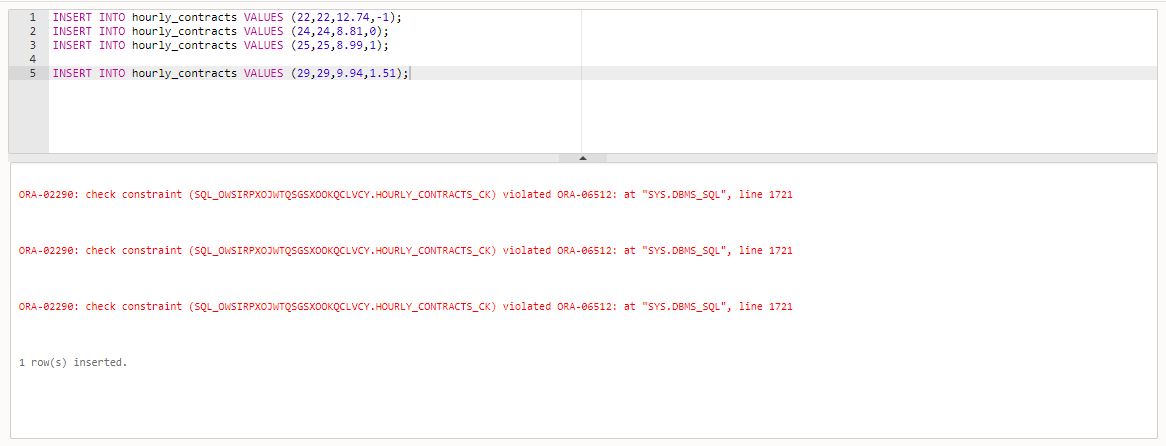 1 INSERT INTO hourly_contracts VALUES (22,22,12.74,-1);
2 INSERT INTO hourly_contracts VALUES (24,24,8.81,0);
3 INSERT INTO hourly_contracts VALUES (25,25,8.99,1);
4
5 INSERT INTO hourly_contracts VALUES (29,29,9.94,1.51);
ORA-02290: check constraint (SQL_OWSIRPXOJWTQSGSXOOKQCLVCY.HOURLY_CONTRACTS_CK) violated ORA-06512: at "SYS.DBMS_SQL", line 1721
ORA-02290: check constraint (SQL_OWSIRPXOJWTQSGSXOOKQCLVCY.HOURLY_CONTRACTS_CK) violated ORA-06512: at "SYS.DBMS_SQL", line 1721
ORA-02290: check constraint (SQL_OWSIRPXOJWTQSGSXOOKQCLVCY.HOURLY_CONTRACTS_CK) violated ORA-06512: at "SYS.DBMS_SQL", line 1721
1 row(s) inserted.